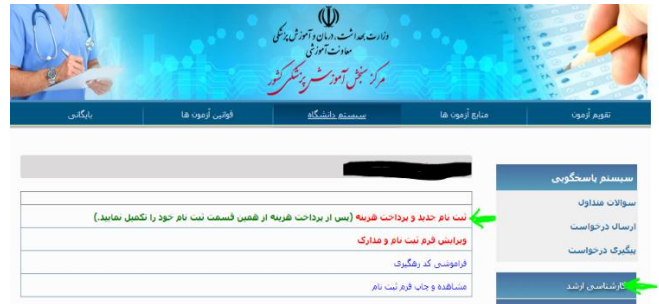 وزارت بهداشت، درمان و آموزش پزشکی
معاونت آموزشی
مرکز سنجش آموزش پزشکی کشور
تقویم آزمون
منابع آزمون ها
سیستم دانشگاه
قوانین آزمون ها
بایگانی
سیستم پاسخگویی
سوالات متداول
ارسال درخواست
پیگیری درخواست
کارشناسی ارشد
ثبت نام جدید و پرداخت هزینه (پس از پرداخت هزینه از همین قسمت ثبت نام خود را تکمیل نمایید.)
ویرایش فرم ثبت نام و مدارک
فراموشی کد رهگیری
مشاهده و چاپ فرم ثبت نام